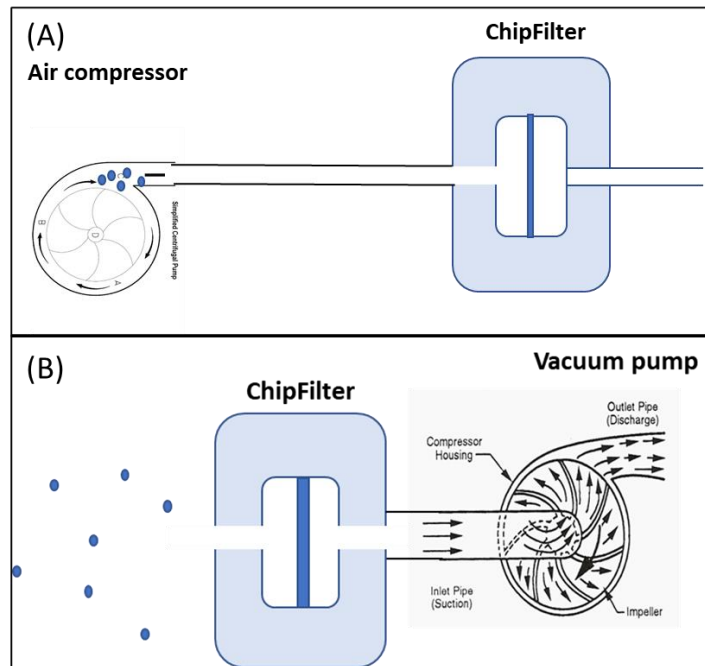 (A)
Air compressor
ChipFilter
C
B
D
A
Simplified Centrifugal Pump
(B)
ChipFilter
Vacuum pump
Outlet Pipe
(Discharge)
Compressor
Housing
Inlet Pipe
(Suction)
Impeller